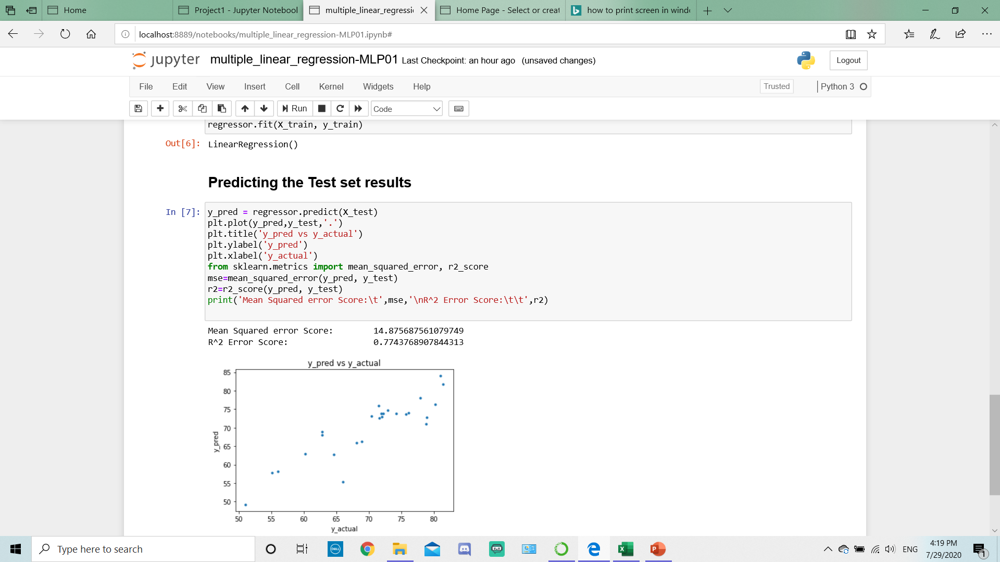 Home
Project1 - Jupyter Notebool
multiple_linear_regressi
Home Page - Select or creat
how to print screen in wind
localhost:8889/notebooks/multiple_linear_regression-MLP01.ipynb#
jupyter multiple_linear_regression-MLP01 Last Checkpoint: an hour ago (unsaved changes)
Logout
File Edit View Insert Cell Kernel Widgets Help
Trusted
Python 3
Run
Code
regressor.fit(X_train, y_train)
Out[6]: LinearRegression()
Predicting the Test set results
In [7]: y_pred = regressor.predict(X_test)
plt.plot(y_pred,y_test,'.')
plt.title('y_pred vs y_actual')
plt.ylabel('y_pred')
plt.xlabel('y_actual')
from sklearn.metrics import mean_squared_error, r2_score
mse=mean_squared_error(y_pred, y_test)
r2=r2_score(y_pred, y_test)
print('Mean Squared error Score:\t',mse,'\nR^2 Error Score:\t\t',r2)
Mean Squared error Score: 14.875687561079749
R^2 Error Score: 0.7743768907844313
y_pred vs y_actual
85
80
75
70
65
60
55
50
y_pred
50 55 60 65 70 75 80
y_actual
Type here to search
DELL
ENG
4:19 PM
7/29/2020
1